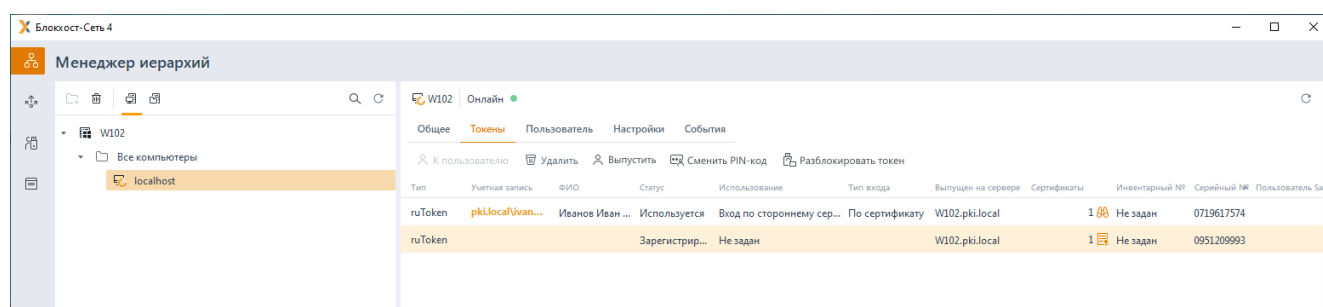 Блокхост-Сеть 4
Менеджер иерархий
W102 Онлайн
W102
Общее Токены Пользователь Настройки События
Все компьютеры
К пользователю Удалить Выпустить Сменить PIN-код Разблокировать токен
localhost
Тип Учетная запись ФИО Статус Использование Тип входа Выпущен на сервере Сертификаты Инвентарный № Серийный № Пользователь Sa
ruToken pki.local\ivan... Иванов Иван ... Используется Вход по стороннему сер... По сертификату W102.pki.local 1 Не задан 0719617574
ruToken Зарегистрир... Не задан W102.pki.local 1 Не задан 0951209993